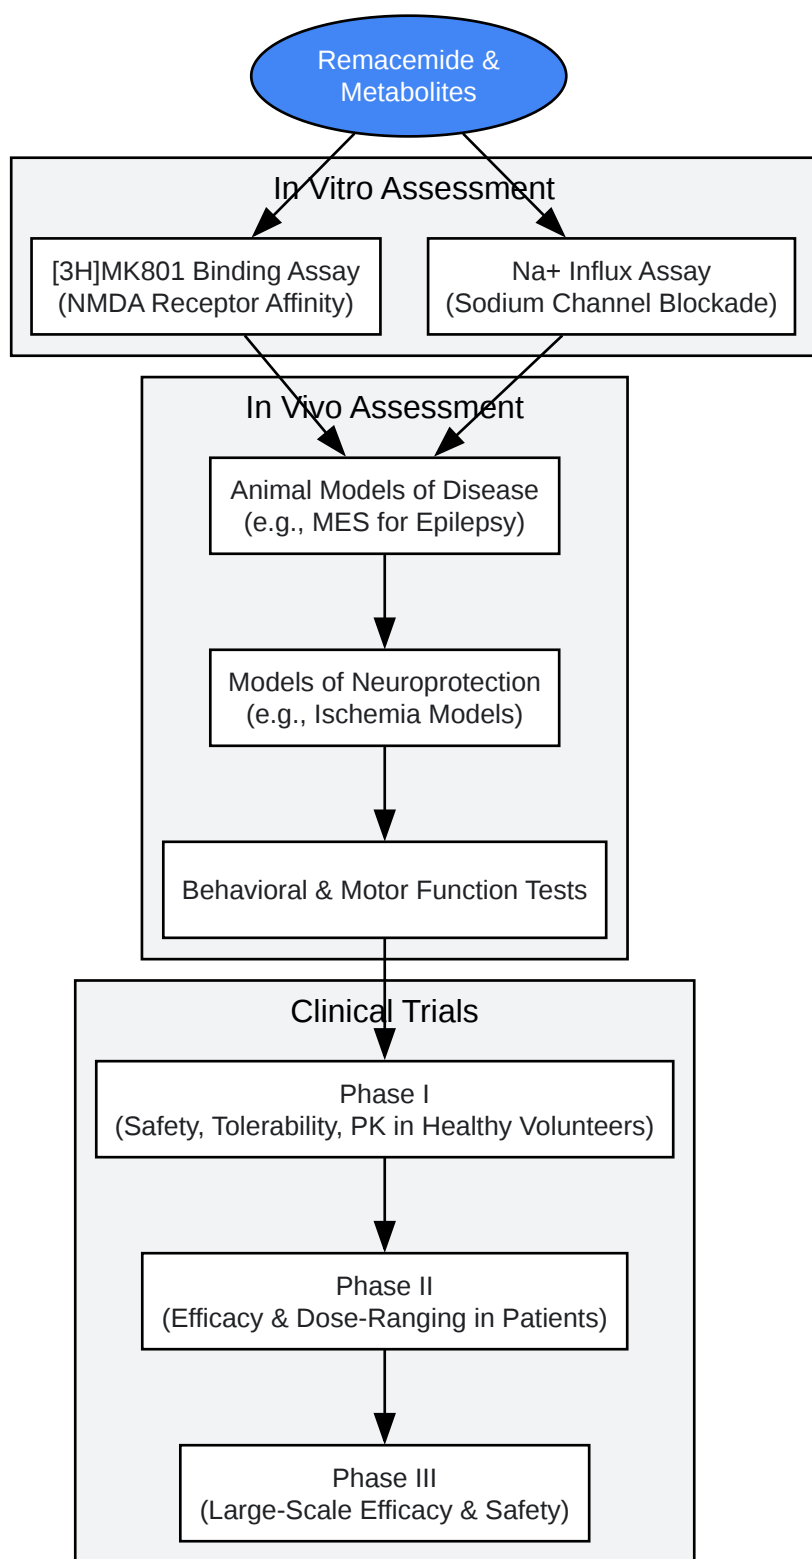 Remacemide &
Metabolites
In Vitro Assessment
[3H]MK801 Binding Assay
(NMDA Receptor Affinity)
Na+ Influx Assay
(Sodium Channel Blockade)
In Vivo Assessment
Animal Models of Disease
(e.g., MES for Epilepsy)
Models of Neuroprotection
(e.g., Ischemia Models)
Behavioral & Motor Function Tests
Clinical Trials
Phase I
(Safety, Tolerability, PK in Healthy Volunteers)
Phase II
(Efficacy & Dose-Ranging in Patients)
Phase III
(Large-Scale Efficacy & Safety)